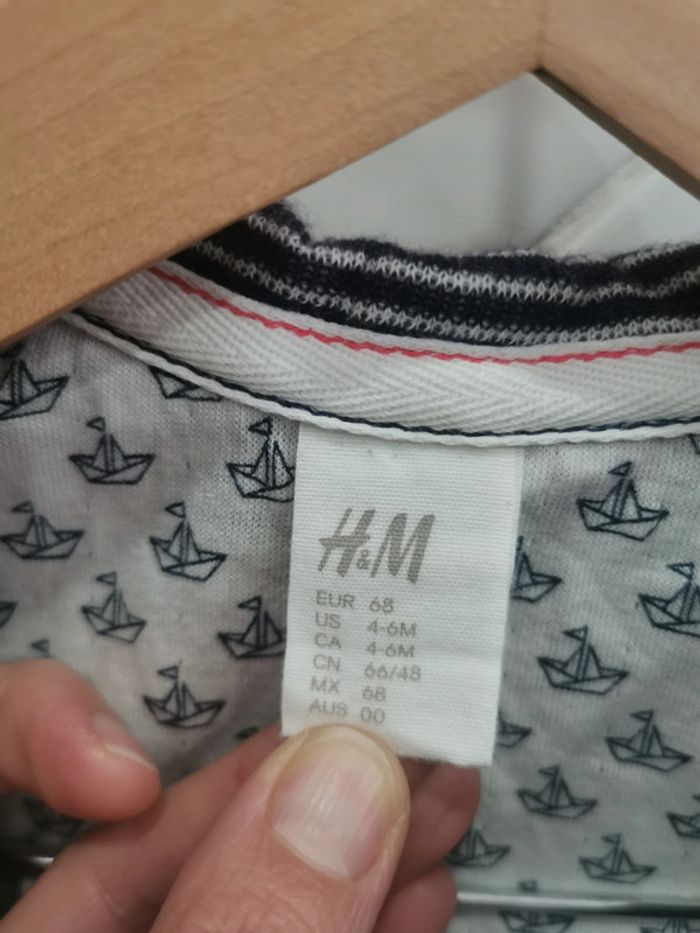 H&M
EUR 68
US 4-6M
CA 4-6M
CN 66/48
MX 68
AUS 00